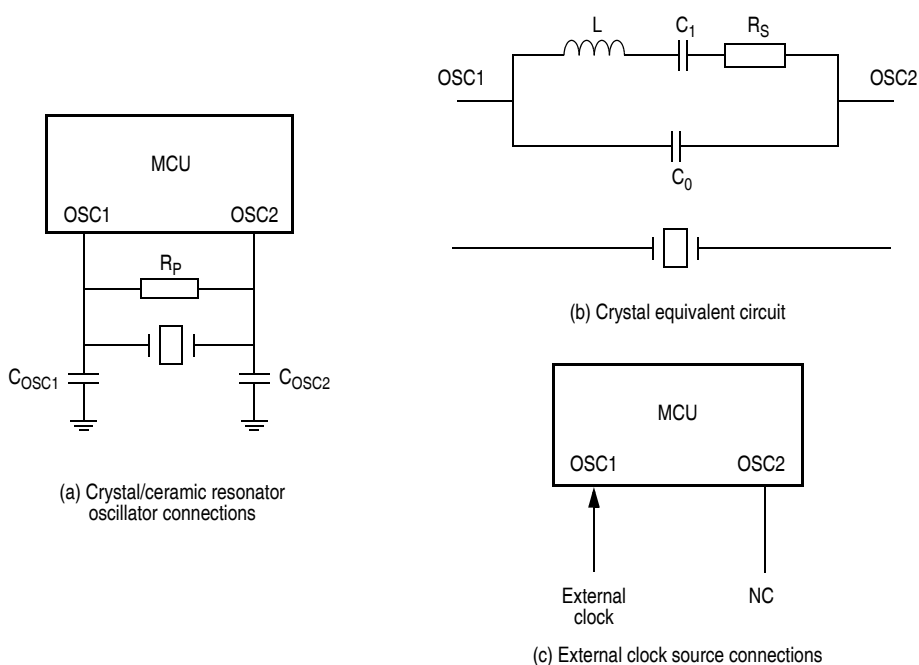 MCU
OSC1 OSC2
R_P
C_OSC1 C_OSC2
(a) Crystal/ceramic resonator
oscillator connections
L C_1 R_S
OSC1 OSC2
C_0
(b) Crystal equivalent circuit
MCU
OSC1 OSC2
External
clock
NC
(c) External clock source connections